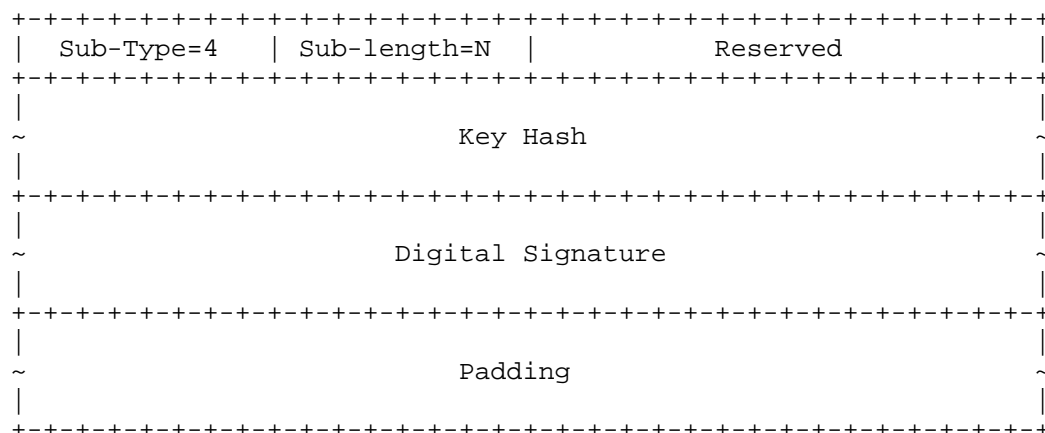 +-+-+-+-+-+-+-+-+-+-+-+-+-+-+-+-+-+-+-+-+-+-+-+-+-+-+-+-+-+-+-+-+
| Sub-Type=4 | Sub-length=N | Reserved |
+-+-+-+-+-+-+-+-+-+-+-+-+-+-+-+-+-+-+-+-+-+-+-+-+-+-+-+-+-+-+-+-+
| |
~ Key Hash ~
| |
+-+-+-+-+-+-+-+-+-+-+-+-+-+-+-+-+-+-+-+-+-+-+-+-+-+-+-+-+-+-+-+-+
| |
~ Digital Signature ~
| |
+-+-+-+-+-+-+-+-+-+-+-+-+-+-+-+-+-+-+-+-+-+-+-+-+-+-+-+-+-+-+-+-+
| |
~ Padding ~
| |
+-+-+-+-+-+-+-+-+-+-+-+-+-+-+-+-+-+-+-+-+-+-+-+-+-+-+-+-+-+-+-+-+